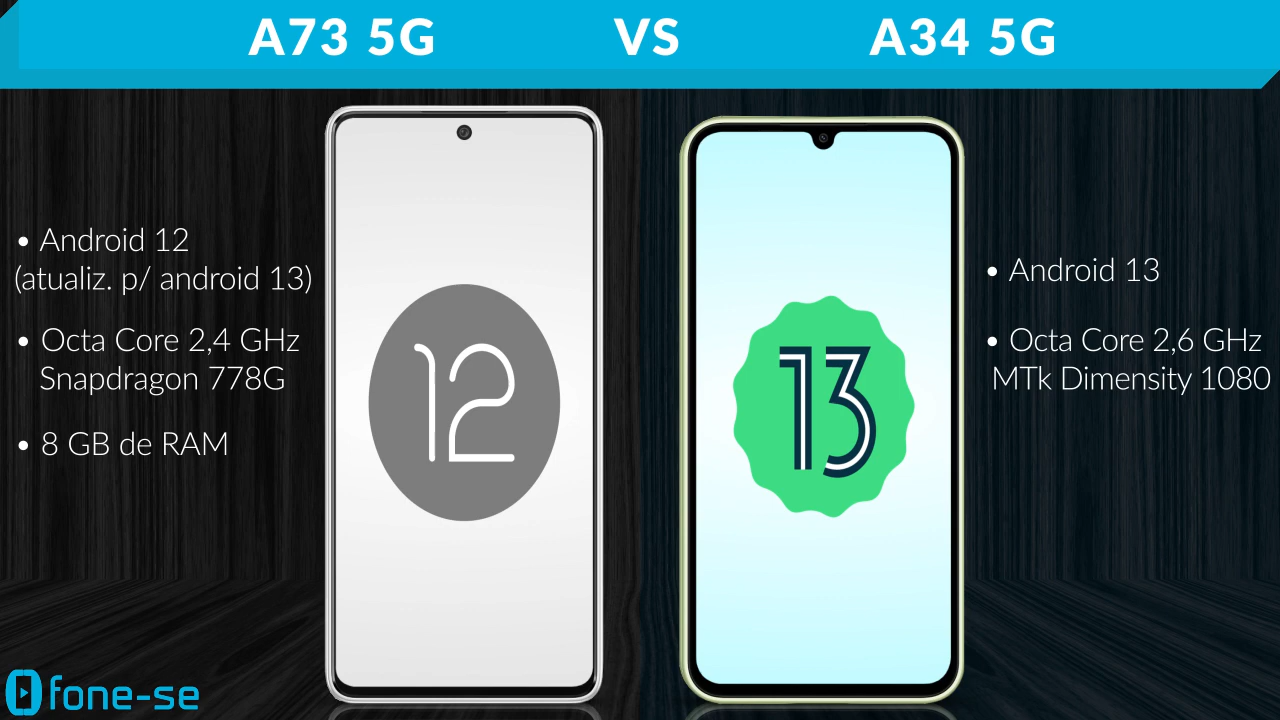 A73 5G VS A34 5G
• Android 12
(atualiz. p/ android 13)
• Octa Core 2,4 GHz
Snapdragon 778G
• 8 GB de RAM
12
13
• Android 13
• Octa Core 2,6 GHz
MTk Dimensity 1080
fone-se